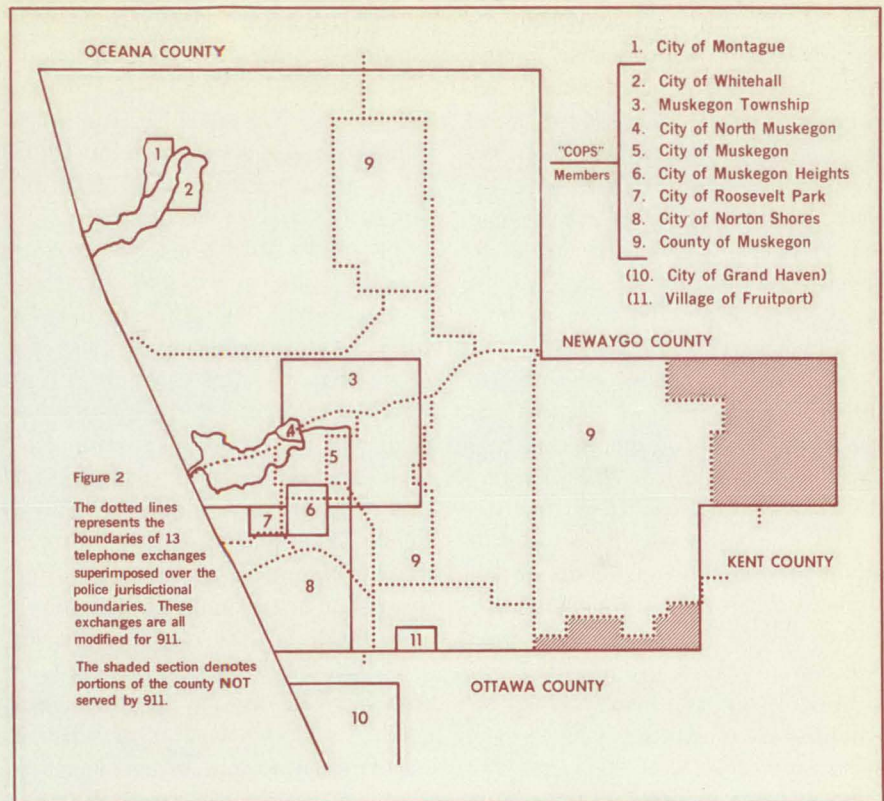 OCEANA COUNTY
1. City of Montague
2. City of Whitehall
3. Muskegon Township
4. City of North Muskegon
5. City of Muskegon
6. City of Muskegon Heights
7. City of Roosevelt Park
8. City of Norton Shores
9. County of Muskegon
"COPS"
Members
(10. City of Grand Haven)
(11. Village of Fruitport)
1
2
9
NEWAYGO COUNTY
3
4
5
9
6
7
9
8
11
10
KENT COUNTY
OTTAWA COUNTY
Figure 2
The dotted lines
represents the
boundaries of 13
telephone exchanges
superimposed over the
police jurisdictional
boundaries. These
exchanges are all
modified for 911.
The shaded section denotes
portions of the county NOT
served by 911.